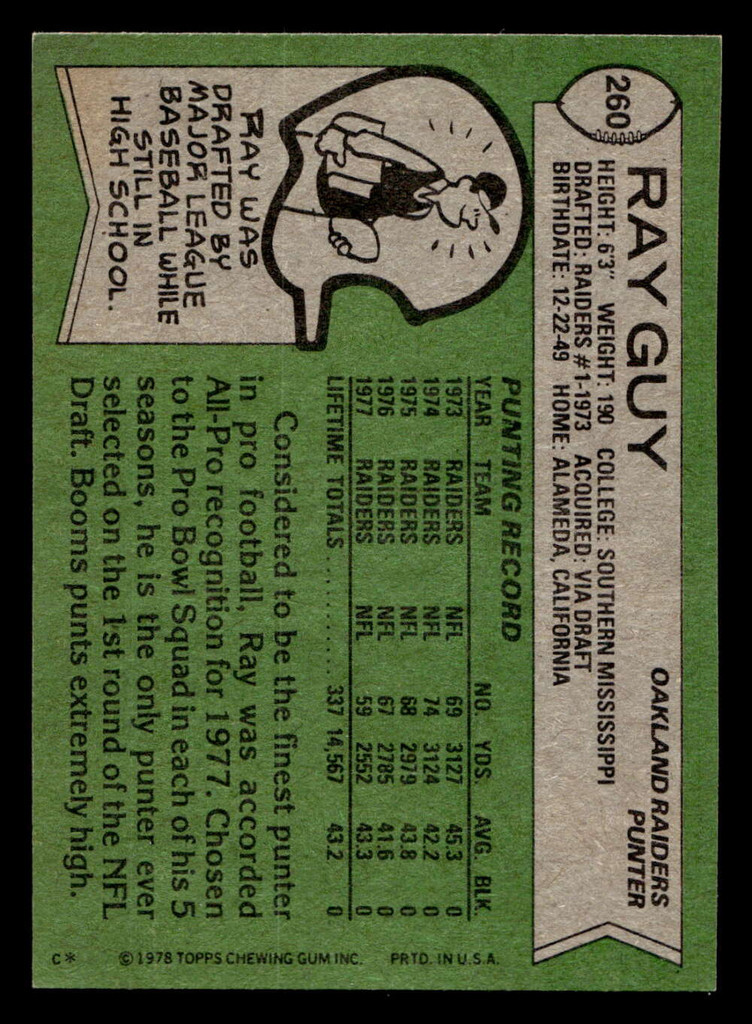 260
RAY GUY
OAKLAND RAIDERS
PUNTER
HEIGHT: 6'3" WEIGHT: 190 COLLEGE: SOUTHERN MISSISSIPPI
DRAFTED: RAIDERS #1-1973 ACQUIRED: VIA DRAFT
BIRTHDATE: 12-22-49 HOME: ALAMEDA, CALIFORNIA
RAY WAS
DRAFTED BY
MAJOR LEAGUE
BASEBALL WHILE
STILL IN
HIGH SCHOOL.
PUNTING RECORD
YEAR TEAM NO. YDS. AVG. BLK.
1973 RAIDERS NFL 69 3127 45.3 0
1974 RAIDERS NFL 74 3124 42.2 0
1975 RAIDERS NFL 68 2979 43.8 0
1976 RAIDERS NFL 67 2785 41.6 0
1977 RAIDERS NFL 59 2552 43.3 0
LIFETIME TOTALS .......... 337 14,567 43.2 0
Considered to be the finest punter
in pro football, Ray was accorded
All-Pro recognition for 1977. Chosen
to the Pro Bowl Squad in each of his 5
seasons, he is the only punter ever
selected on the 1st round of the NFL
Draft. Booms punts extremely high.
C* © 1978 TOPPS CHEWING GUM INC. PRTD. IN U.S.A.